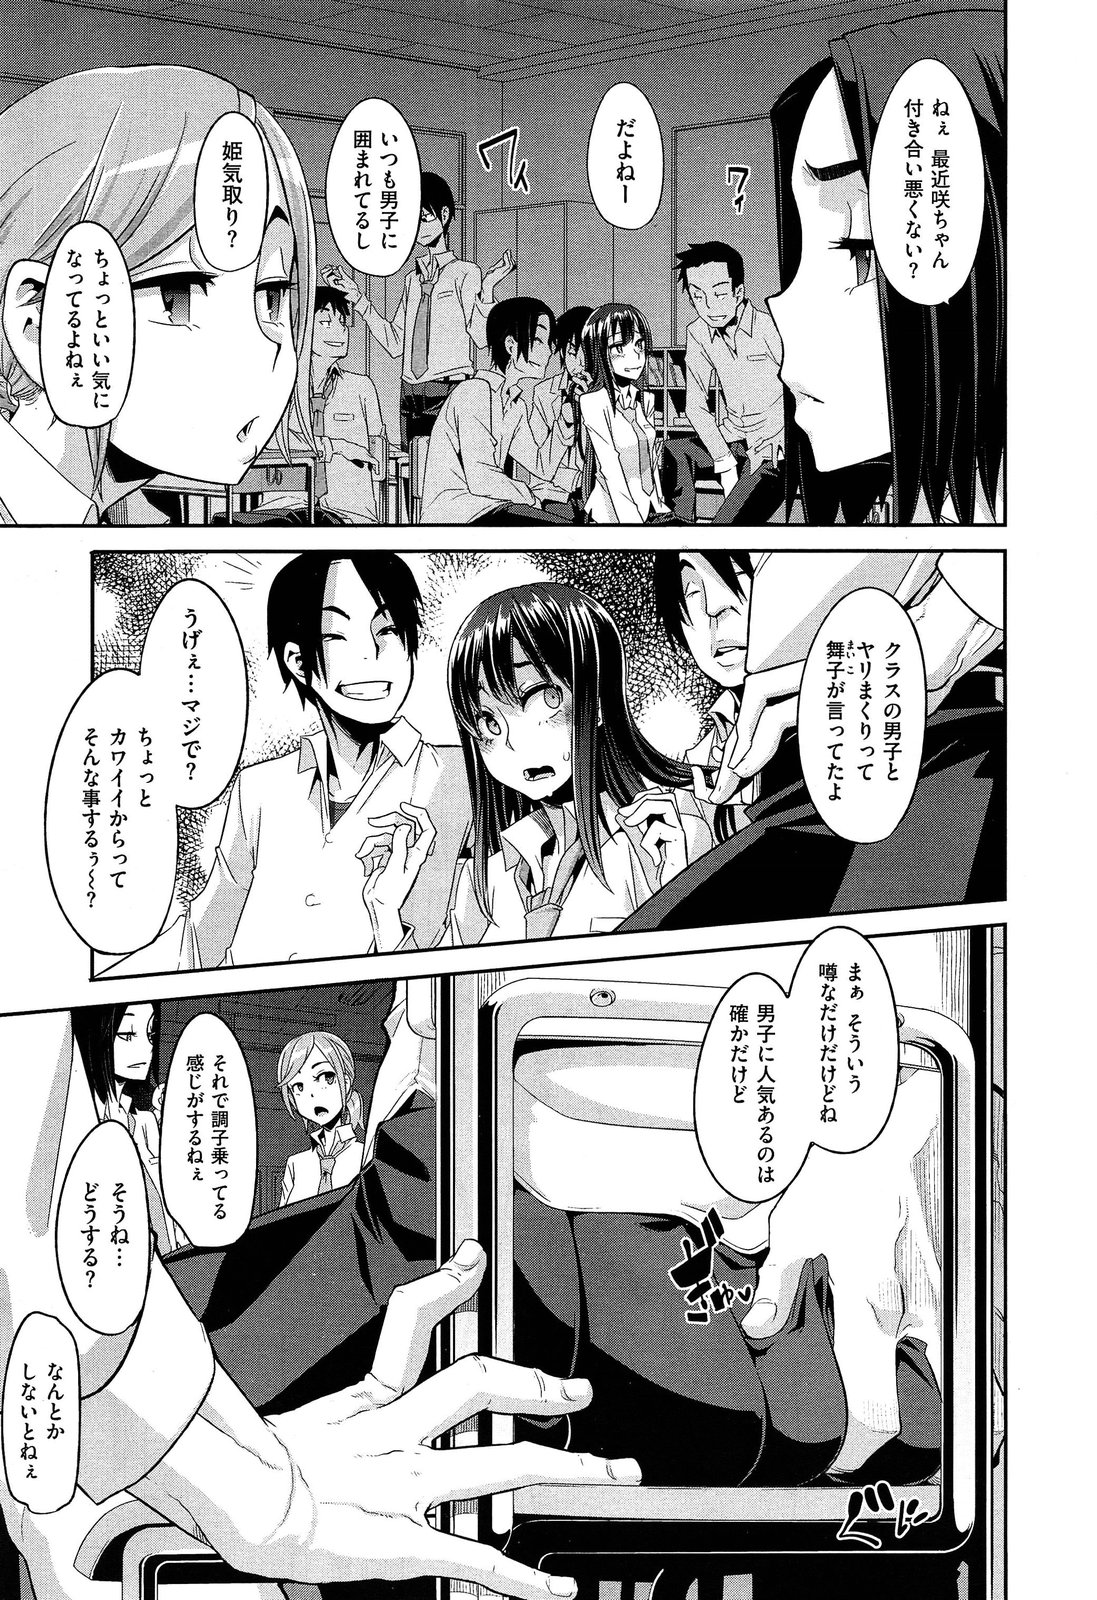 ねぇ 最近咲ちゃん
付き合い悪くない?
ワィ
だよねー
ワイ
いつも男子に
囲まれてるし
姫気取り?
ちょっといい気に
なってるよねぇ
クラスの男子と
ヤリまくりって
舞子が言ってたよ
まいこ
うげぇ…マジで?
ちょっと
カワイイからって
そんな事するぅ〜?
まぁ そういう
噂なだけだけどね
男子に人気あるのは
確かだけど
ぎゅ♥
ぐに
それで調子乗ってる
感じがするねぇ
そうね…
どうする?
なんとか
しないとねぇ